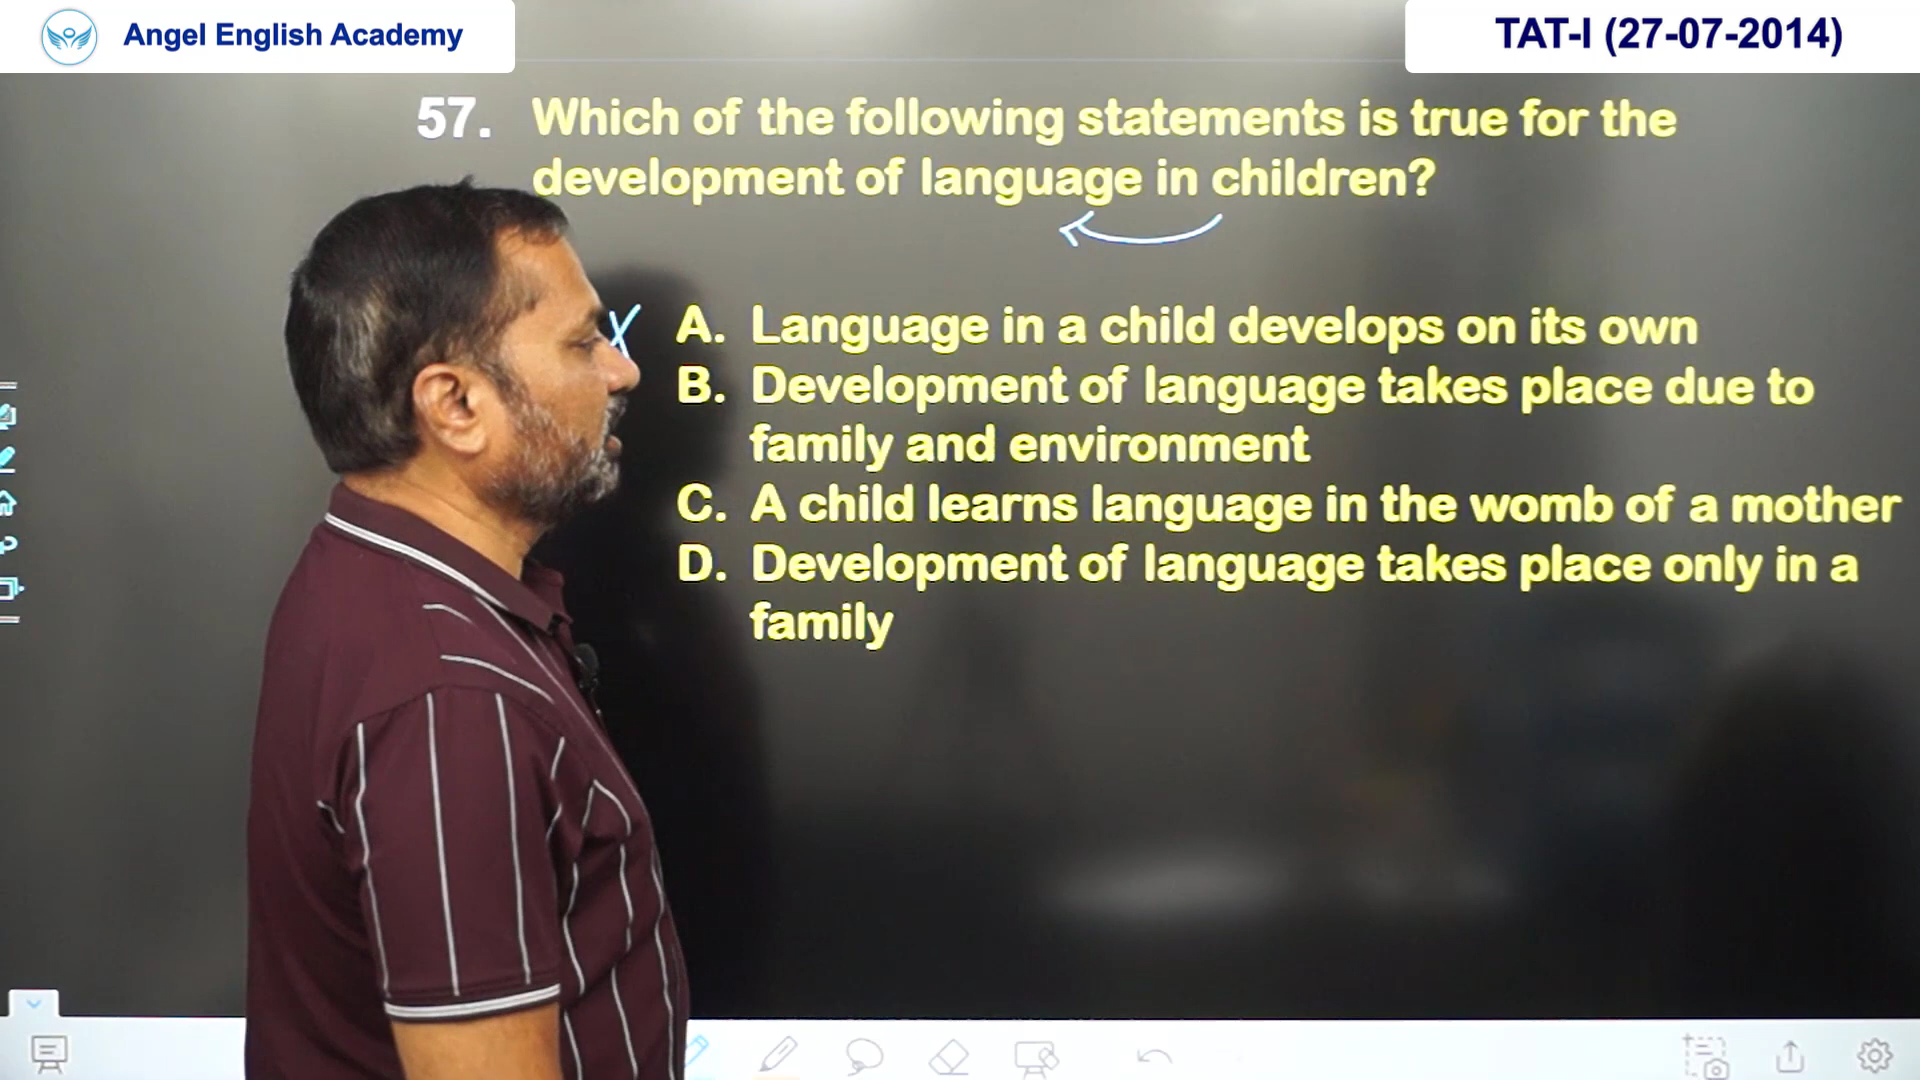 Angel English Academy
TAT-I (27-07-2014)
57. Which of the following statements is true for the
development of language in children?
X A. Language in a child develops on its own
B. Development of language takes place due to
family and environment
C. A child learns language in the womb of a mother
D. Development of language takes place only in a
family